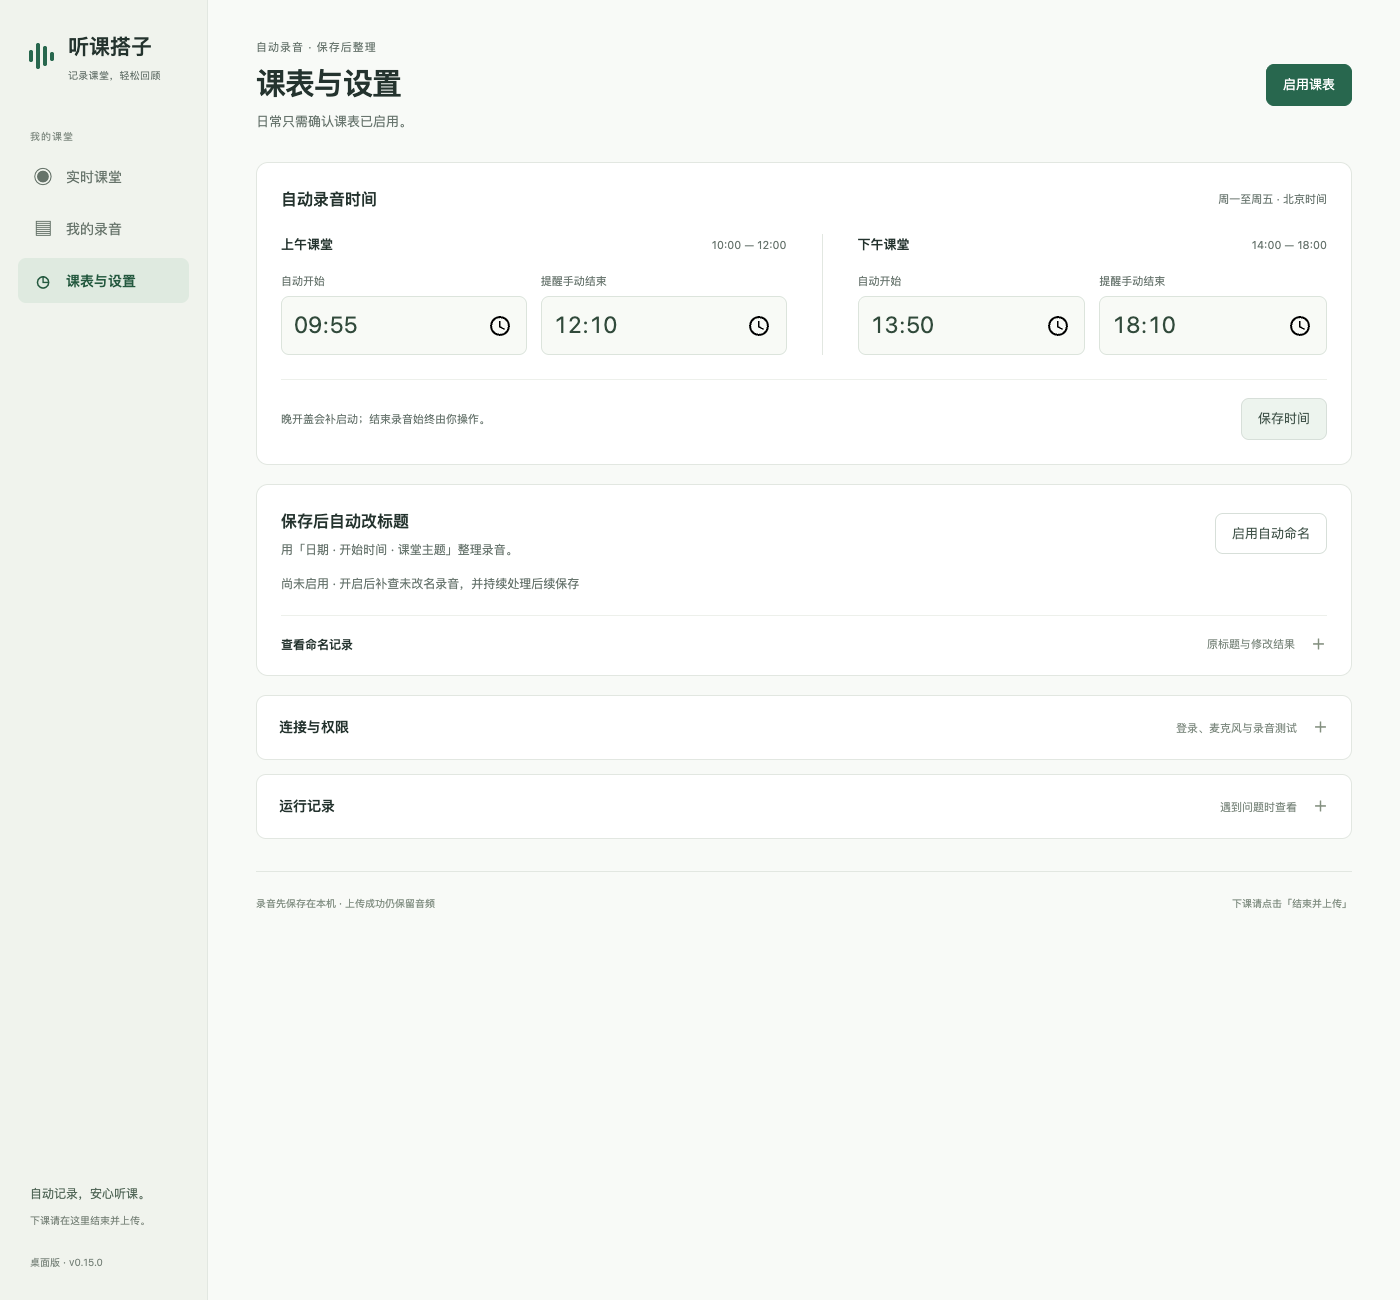 听课搭子
记录课堂，轻松回顾
我的课堂
实时课堂
我的录音
课表与设置
自动记录，安心听课。
下课请在这里结束并上传。
桌面版 · v0.15.0
自动录音 · 保存后整理
课表与设置
日常只需确认课表已启用。
启用课表
自动录音时间
周一至周五 · 北京时间
上午课堂
10:00 — 12:00
自动开始
提醒手动结束
09:55
12:10
下午课堂
14:00 — 18:00
自动开始
提醒手动结束
13:50
18:10
晚开盖会补启动；结束录音始终由你操作。
保存时间
保存后自动改标题
用「日期 · 开始时间 · 课堂主题」整理录音。
启用自动命名
尚未启用 · 开启后补查未改名录音，并持续处理后续保存
查看命名记录
原标题与修改结果
连接与权限
登录、麦克风与录音测试
运行记录
遇到问题时查看
录音先保存在本机 · 上传成功仍保留音频
下课请点击「结束并上传」